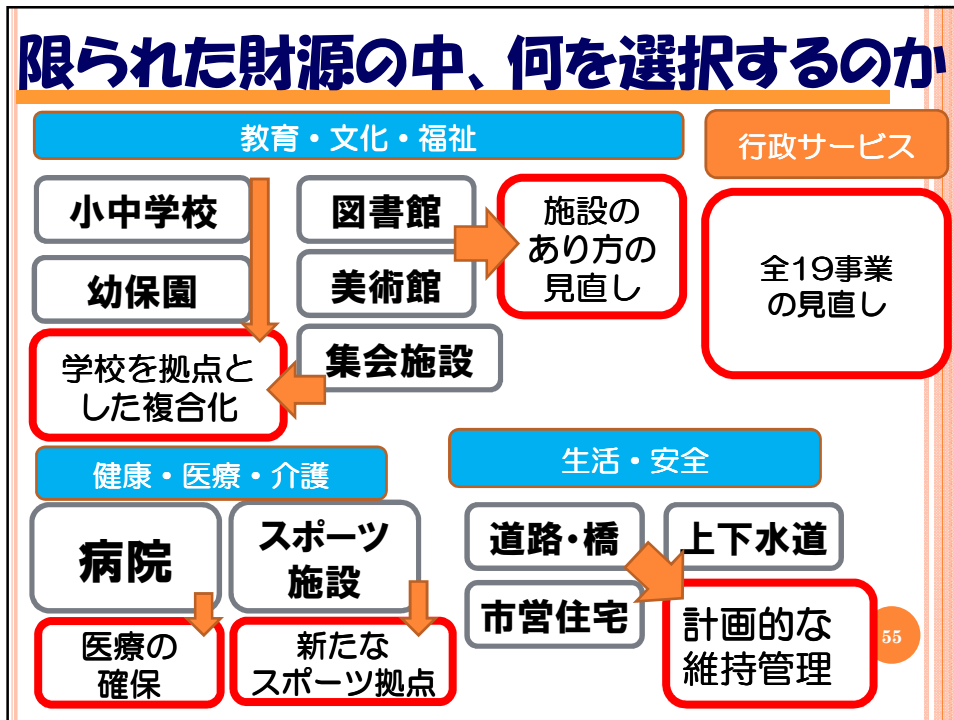 限られた財源の中、何を選択するのか
教育・文化・福祉
行政サービス
小中学校
図書館
施設の
あり方の
見直し
全19事業
の見直し
幼保園
美術館
学校を拠点と
した複合化
集会施設
健康・医療・介護
生活・安全
病院
スポーツ
施設
道路・橋
上下水道
市営住宅
計画的な
維持管理
医療の
確保
新たな
スポーツ拠点
55